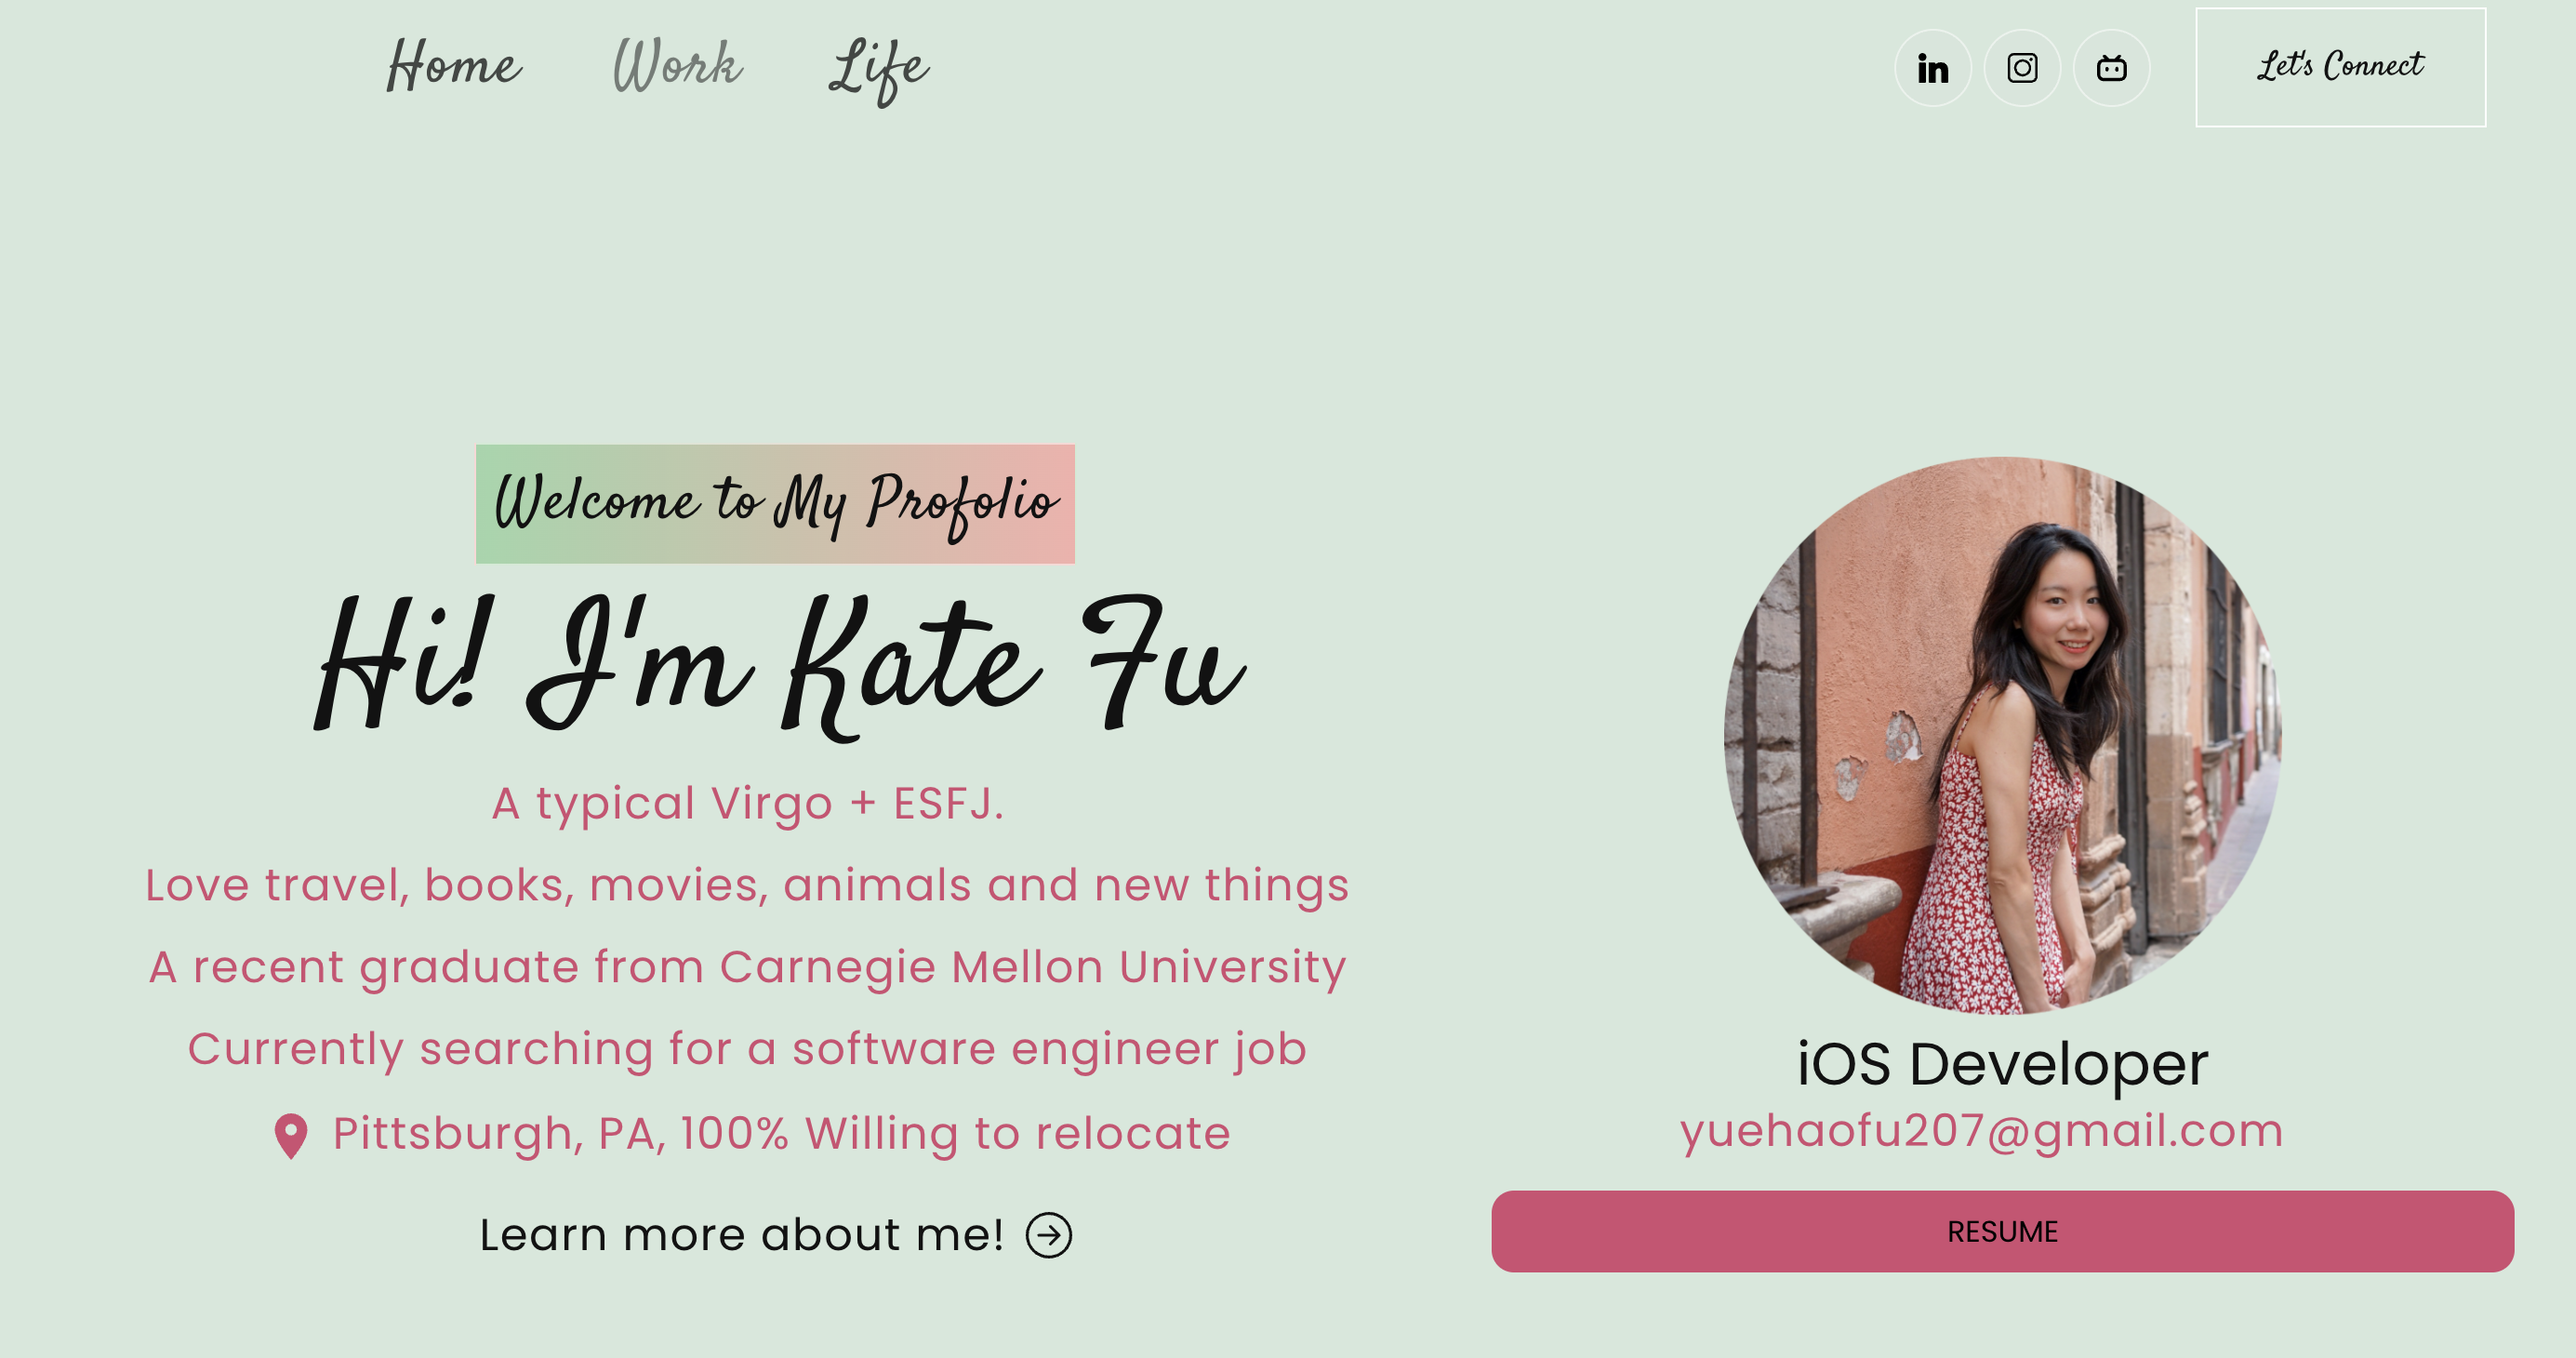 Home Work Life
in
Let's Connect
Welcome to My Profolio
Hi! I'm Kate Fu
A typical Virgo + ESFJ.
Love travel, books, movies, animals and new things
A recent graduate from Carnegie Mellon University
Currently searching for a software engineer job
Pittsburgh, PA, 100% Willing to relocate
Learn more about me!
iOS Developer
yuehaofu207@gmail.com
RESUME